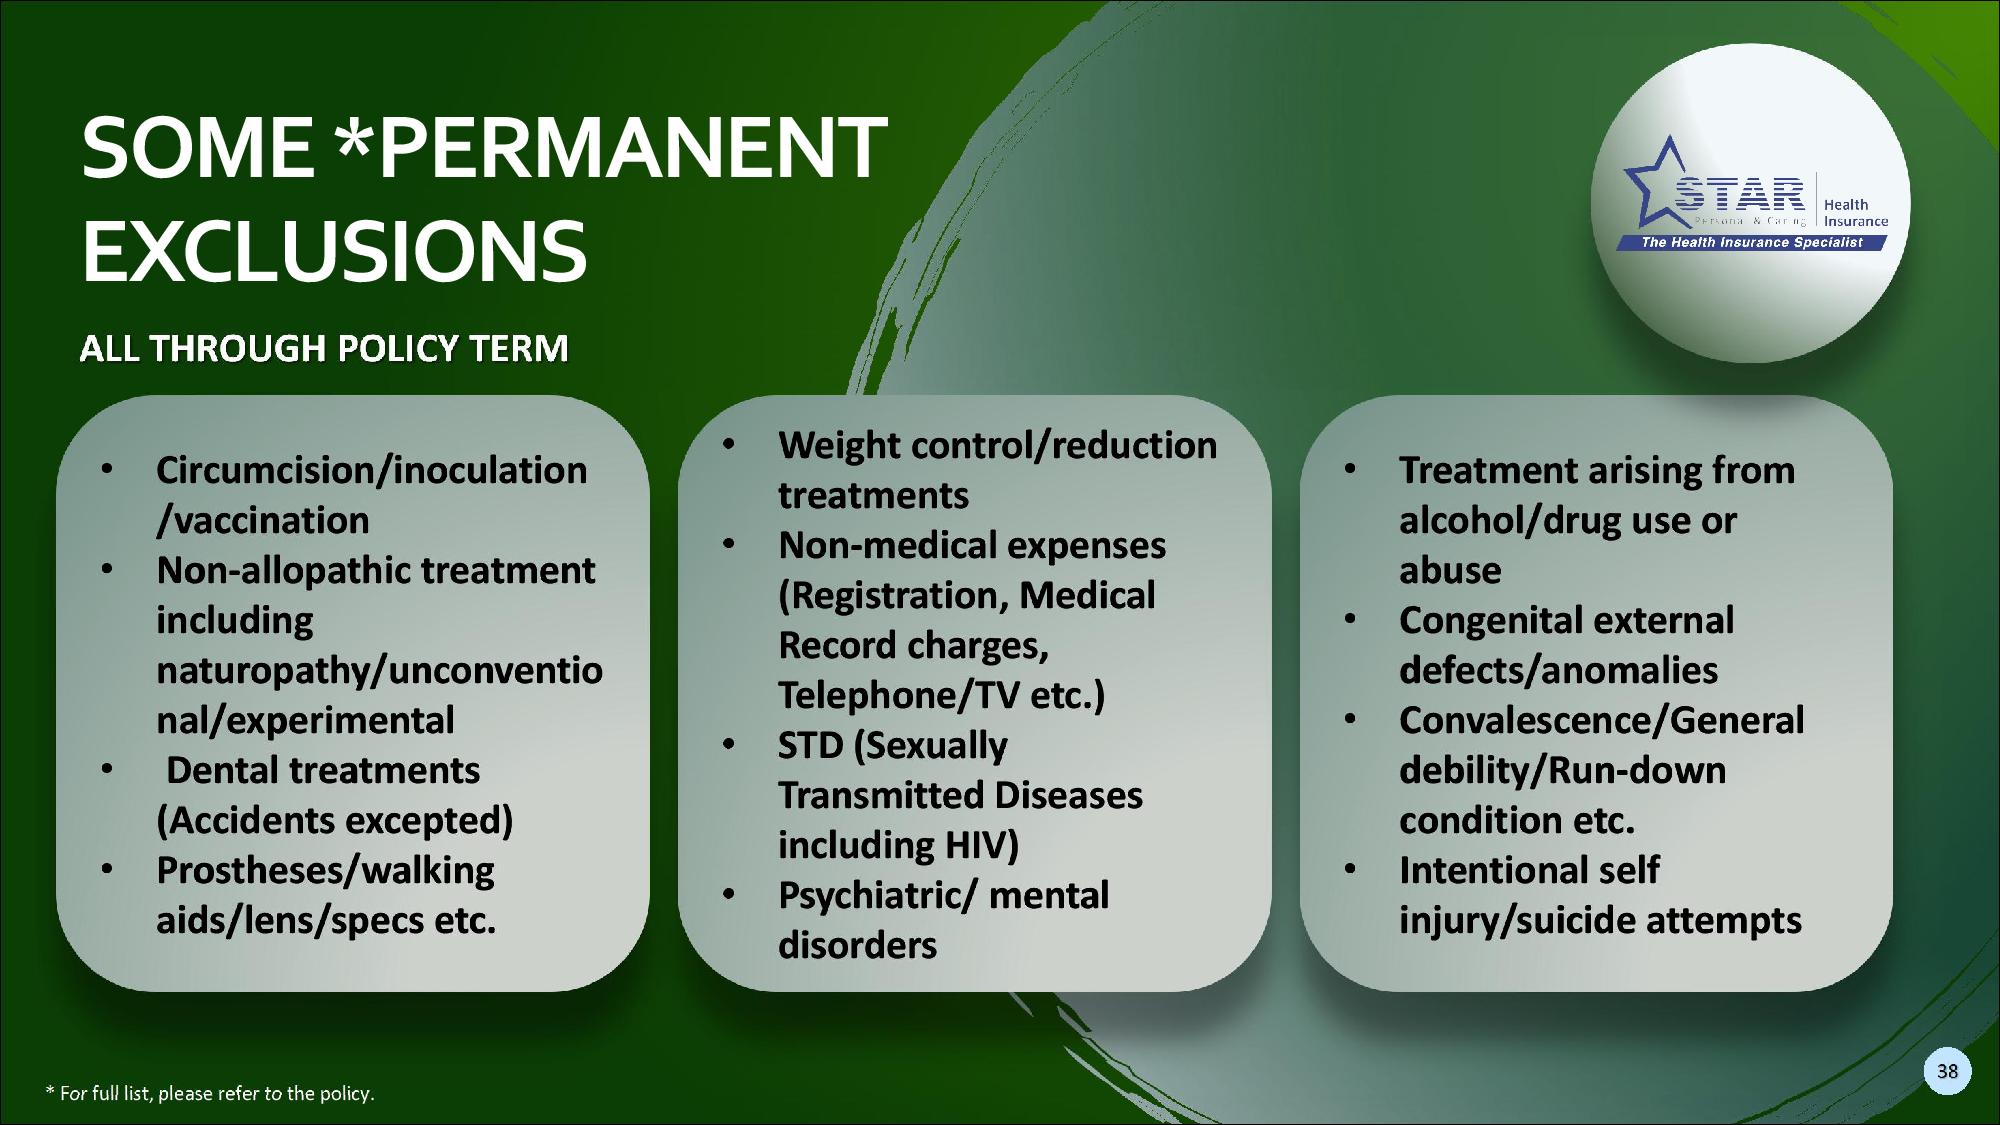 SOME *PERMANENT
EXCLUSIONS
ALL THROUGH POLICY TERM
STAR
Personal & Caring
Health
Insurance
The Health Insurance Specialist
• Circumcision/inoculation
/vaccination
• Non-allopathic treatment
including
naturopathy/unconventio
nal/experimental
• Dental treatments
(Accidents excepted)
• Prostheses/walking
aids/lens/specs etc.
• Weight control/reduction
treatments
• Non-medical expenses
(Registration, Medical
Record charges,
Telephone/TV etc.)
• STD (Sexually
Transmitted Diseases
including HIV)
• Psychiatric/ mental
disorders
• Treatment arising from
alcohol/drug use or
abuse
• Congenital external
defects/anomalies
• Convalescence/General
debility/Run-down
condition etc.
• Intentional self
injury/suicide attempts
* For full list, please refer to the policy.
38